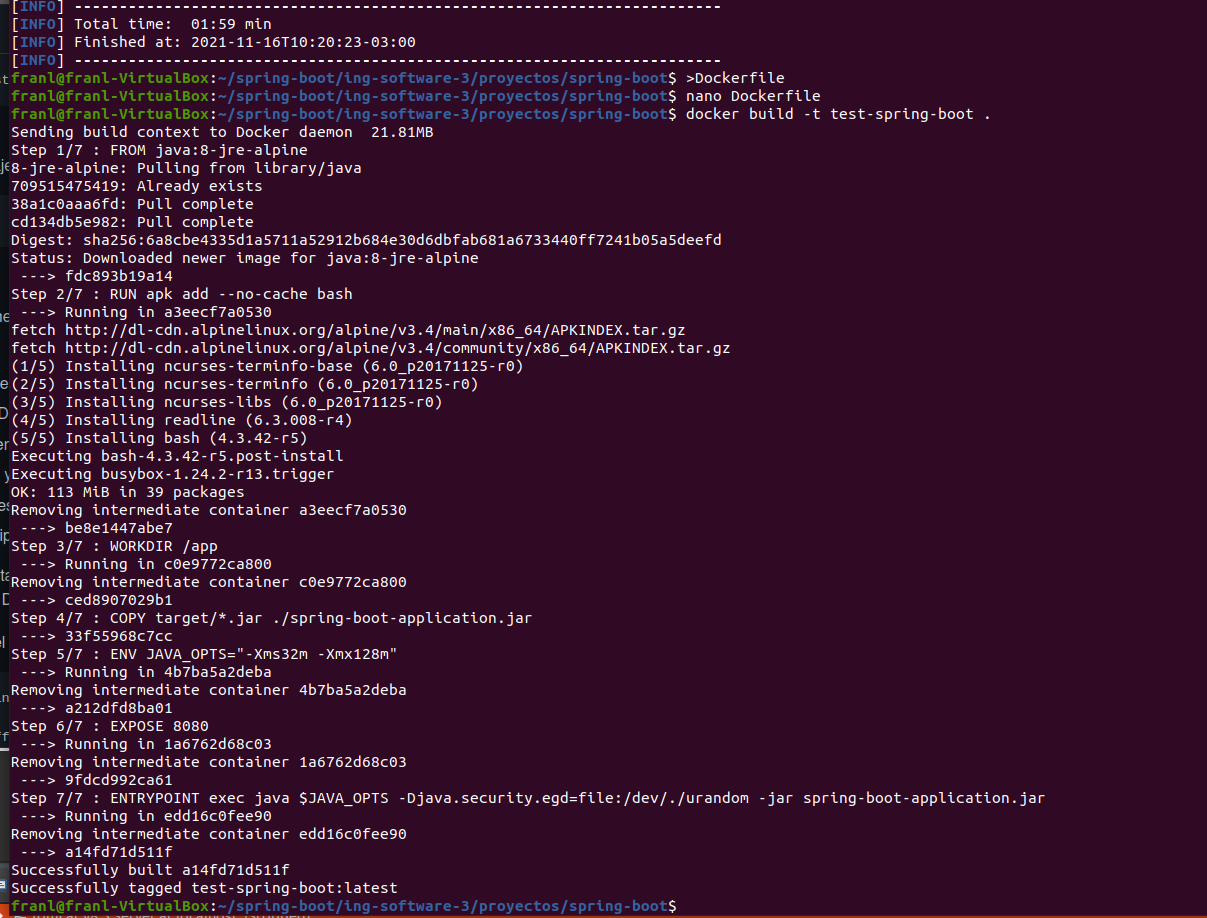 [INFO] ------------------------------------------------------------------------
[INFO] Total time:  01:59 min
[INFO] Finished at: 2021-11-16T10:20:23-03:00
[INFO] ------------------------------------------------------------------------
franl@franl-VirtualBox:~/spring-boot/ing-software-3/proyectos/spring-boot$ >Dockerfile
franl@franl-VirtualBox:~/spring-boot/ing-software-3/proyectos/spring-boot$ nano Dockerfile
franl@franl-VirtualBox:~/spring-boot/ing-software-3/proyectos/spring-boot$ docker build -t test-spring-boot .
Sending build context to Docker daemon  21.81MB
Step 1/7 : FROM java:8-jre-alpine
8-jre-alpine: Pulling from library/java
709515475419: Already exists
38a1c0aaa6fd: Pull complete
cd134db5e982: Pull complete
Digest: sha256:6a8cbe4335d1a5711a52912b684e30d6dbfab681a6733440ff7241b05a5deefd
Status: Downloaded newer image for java:8-jre-alpine
 ---> fdc893b19a14
Step 2/7 : RUN apk add --no-cache bash
 ---> Running in a3eecf7a0530
fetch http://dl-cdn.alpinelinux.org/alpine/v3.4/main/x86_64/APKINDEX.tar.gz
fetch http://dl-cdn.alpinelinux.org/alpine/v3.4/community/x86_64/APKINDEX.tar.gz
(1/5) Installing ncurses-terminfo-base (6.0_p20171125-r0)
(2/5) Installing ncurses-terminfo (6.0_p20171125-r0)
(3/5) Installing ncurses-libs (6.0_p20171125-r0)
(4/5) Installing readline (6.3.008-r4)
(5/5) Installing bash (4.3.42-r5)
Executing bash-4.3.42-r5.post-install
Executing busybox-1.24.2-r13.trigger
OK: 113 MiB in 39 packages
Removing intermediate container a3eecf7a0530
 ---> be8e1447abe7
Step 3/7 : WORKDIR /app
 ---> Running in c0e9772ca800
Removing intermediate container c0e9772ca800
 ---> ced8907029b1
Step 4/7 : COPY target/*.jar ./spring-boot-application.jar
 ---> 33f55968c7cc
Step 5/7 : ENV JAVA_OPTS="-Xms32m -Xmx128m"
 ---> Running in 4b7ba5a2deba
Removing intermediate container 4b7ba5a2deba
 ---> a212dfd8ba01
Step 6/7 : EXPOSE 8080
 ---> Running in 1a6762d68c03
Removing intermediate container 1a6762d68c03
 ---> 9fdcd992ca61
Step 7/7 : ENTRYPOINT exec java $JAVA_OPTS -Djava.security.egd=file:/dev/./urandom -jar spring-boot-application.jar
 ---> Running in edd16c0fee90
Removing intermediate container edd16c0fee90
 ---> a14fd71d511f
Successfully built a14fd71d511f
Successfully tagged test-spring-boot:latest
franl@franl-VirtualBox:~/spring-boot/ing-software-3/proyectos/spring-boot$